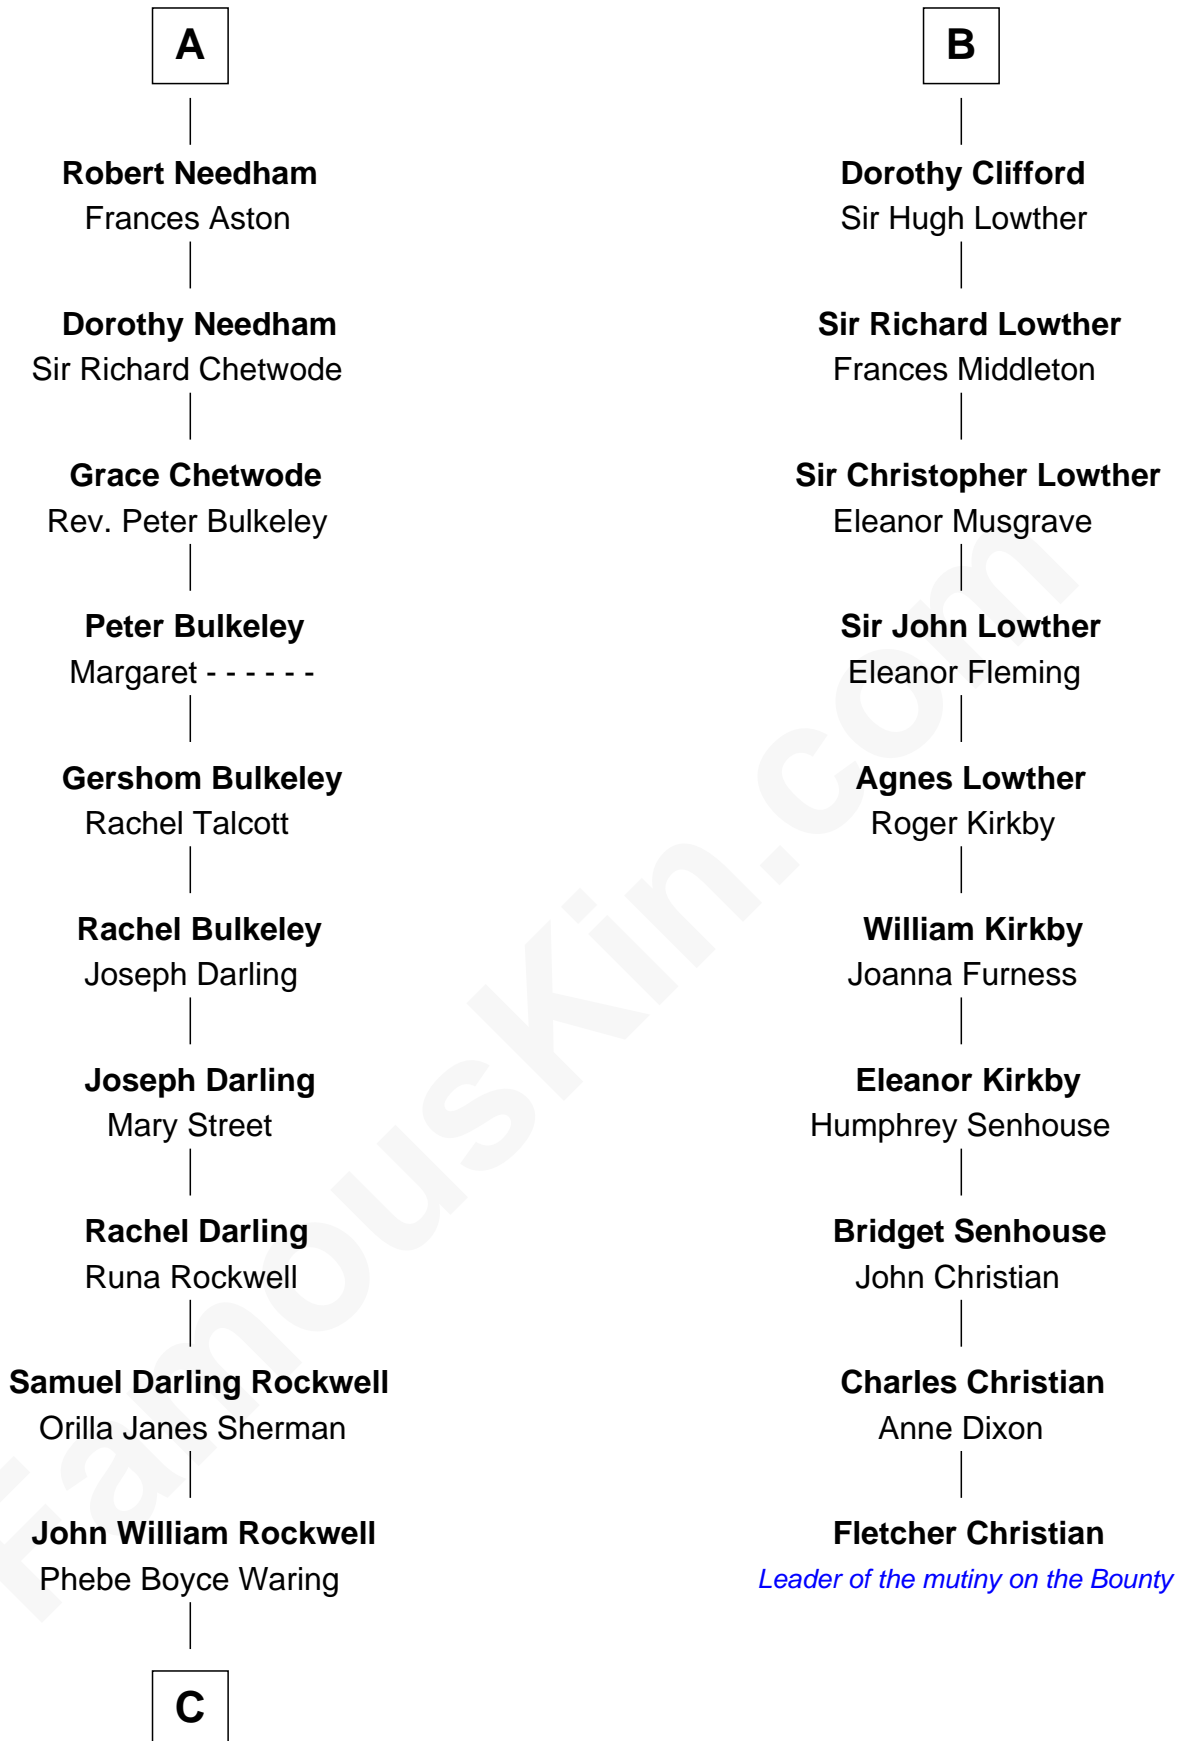 A
Robert Needham
Frances Aston
Dorothy Needham
Sir Richard Chetwode
Grace Chetwode
Rev. Peter Bulkeley
Peter Bulkeley
Margaret - - - - - -
Gershom Bulkeley
Rachel Talcott
Rachel Bulkeley
Joseph Darling
Joseph Darling
Mary Street
Rachel Darling
Runa Rockwell
Samuel Darling Rockwell
Orilla Janes Sherman
John William Rockwell
Phebe Boyce Waring
C
B
Dorothy Clifford
Sir Hugh Lowther
Sir Richard Lowther
Frances Middleton
Sir Christopher Lowther
Eleanor Musgrave
Sir John Lowther
Eleanor Fleming
Agnes Lowther
Roger Kirkby
William Kirkby
Joanna Furness
Eleanor Kirkby
Humphrey Senhouse
Bridget Senhouse
John Christian
Charles Christian
Anne Dixon
Fletcher Christian
Leader of the mutiny on the Bounty
FamousKin.com